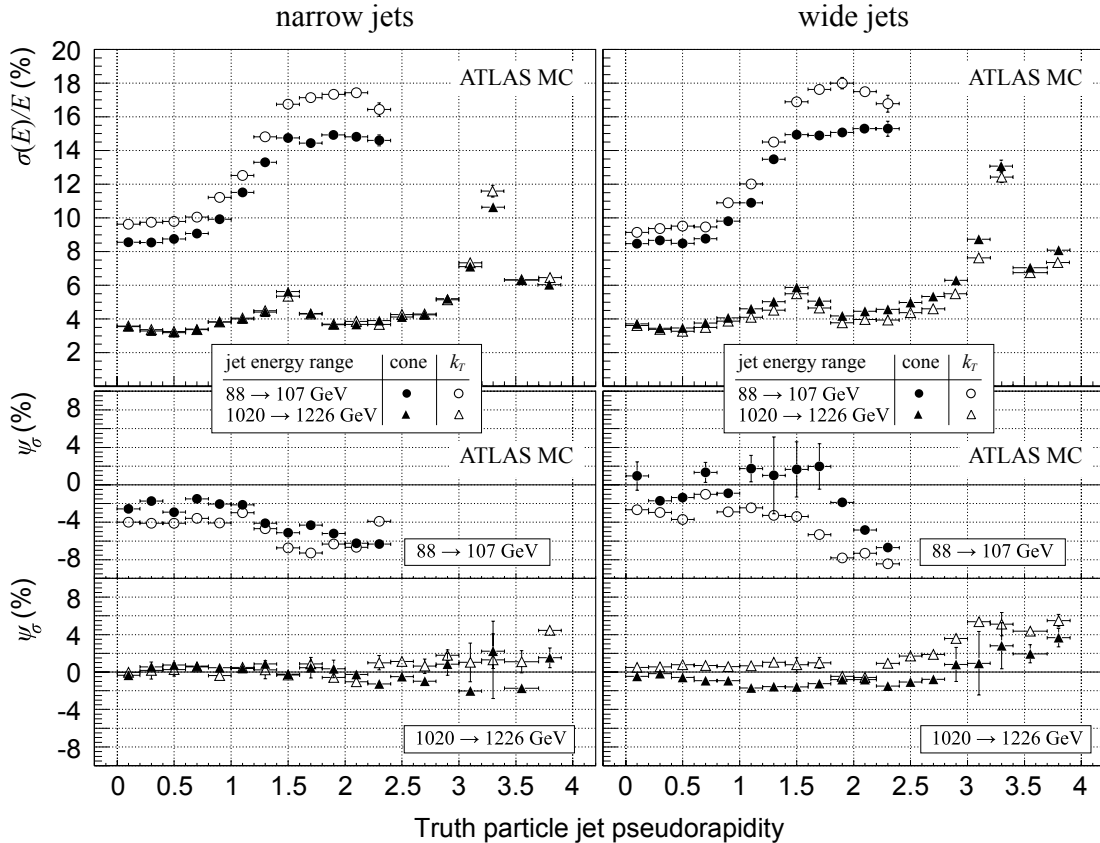 narrow jets
wide jets
σ(E)/E (%)
20
18
16
14
12
10
8
6
4
2
ATLAS MC
ATLAS MC
jet energy range cone kT
88 → 107 GeV
1020 → 1226 GeV
jet energy range cone kT
88 → 107 GeV
1020 → 1226 GeV
ψσ (%)
8
4
0
-4
-8
ATLAS MC
88 → 107 GeV
ATLAS MC
88 → 107 GeV
ψσ (%)
8
4
0
-4
-8
1020 → 1226 GeV
1020 → 1226 GeV
0 0.5 1 1.5 2 2.5 3 3.5 4
0 0.5 1 1.5 2 2.5 3 3.5 4
Truth particle jet pseudorapidity